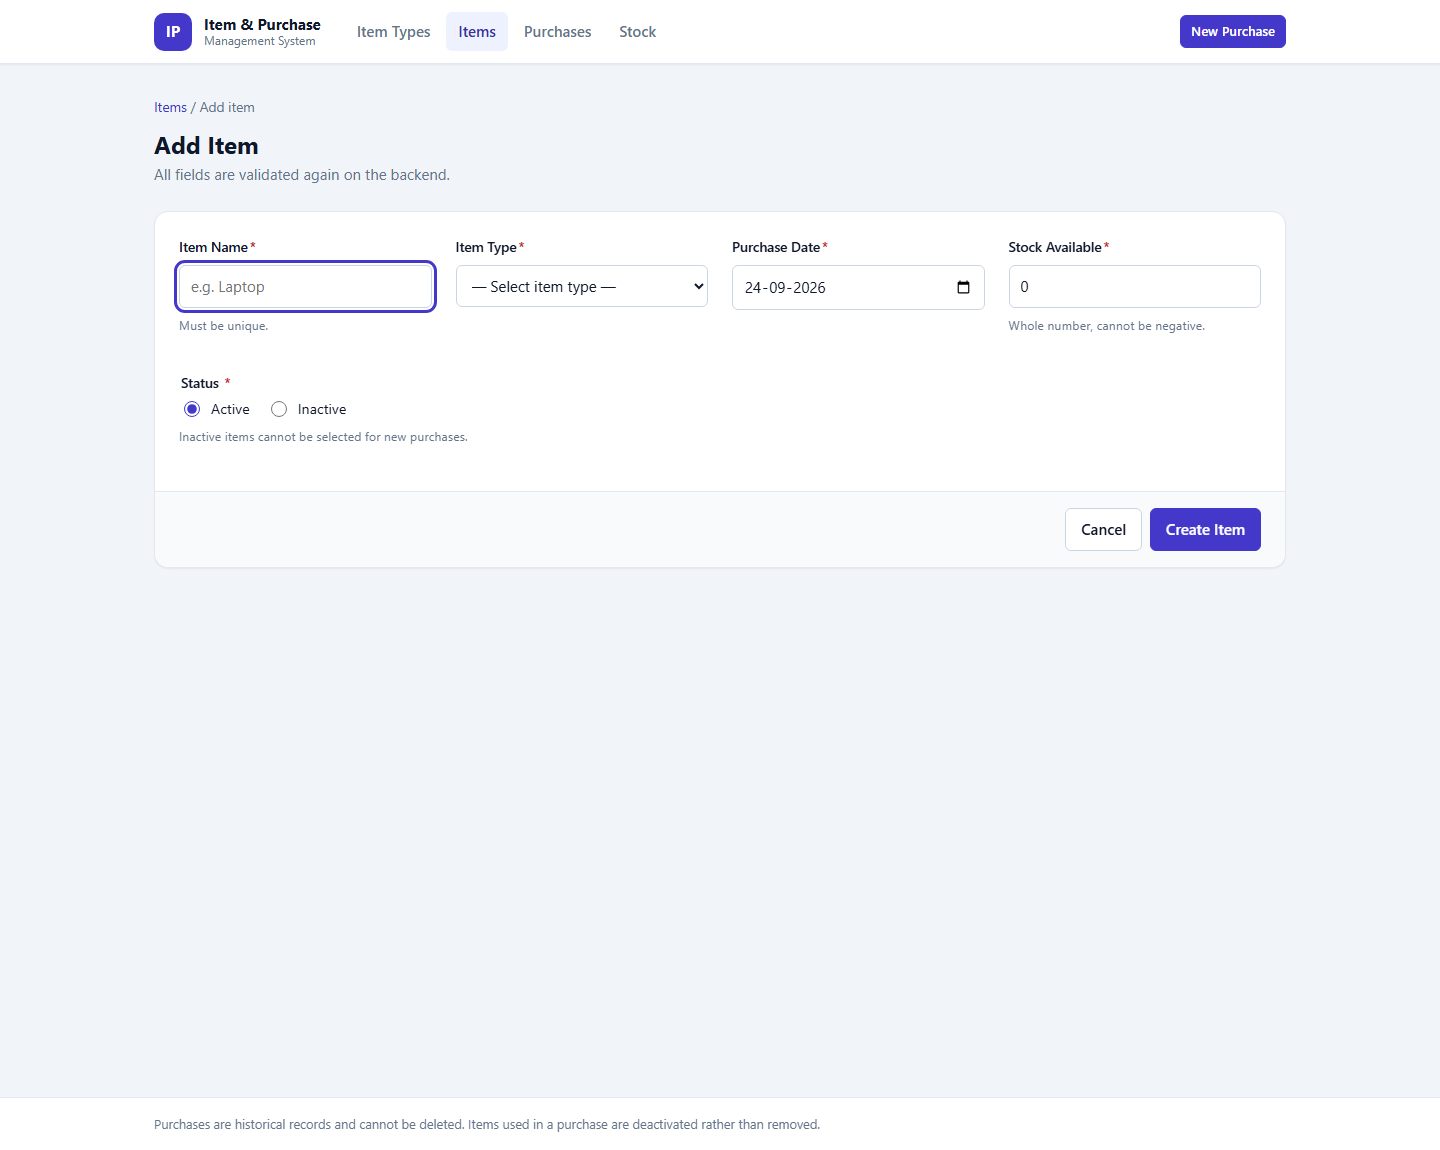 IP
Item & Purchase
Management System
Item Types
Items
Purchases
Stock
New Purchase
Items / Add item
Add Item
All fields are validated again on the backend.
Item Name*
Item Type*
Purchase Date*
Stock Available*
e.g. Laptop
— Select item type —
24-09-2026
0
Must be unique.
Whole number, cannot be negative.
Status *
Active
Inactive
Inactive items cannot be selected for new purchases.
Cancel
Create Item
Purchases are historical records and cannot be deleted. Items used in a purchase are deactivated rather than removed.